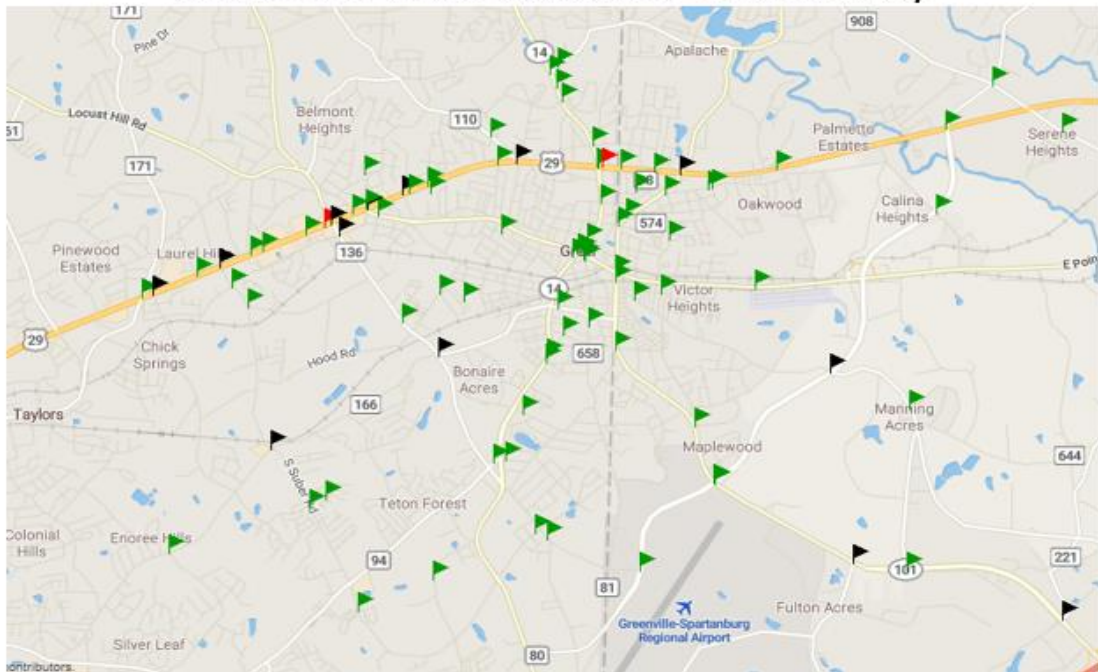 171
Pine Dr
14
Apalache
908
Locust Hill Rd
Belmont
Heights
110
Palmetto
Estates
Serene
Heights
171
29
Oakwood
Calina
Heights
574
Pinewood
Estates
136
E Poin
14
Victor
Heights
29
Chick
Springs
Hood Rd
658
Bonaire
Acres
166
Taylors
Manning
Acres
Maplewood
644
S Suber Rd
Teton Forest
Colonial
Hills
Enoree Hills
94
101
221
81
Fulton Acres
Greenville-Spartanburg
Regional Airport
Silver Leaf
80
contributors.